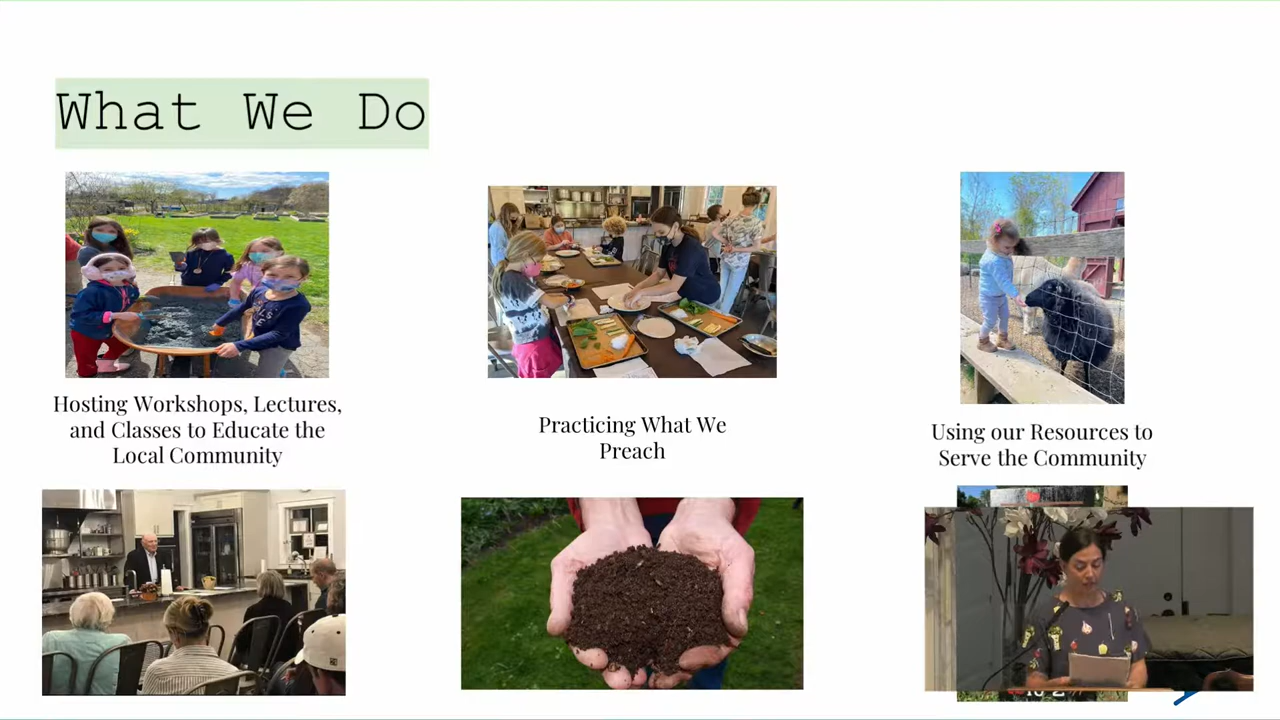 What We Do
Hosting Workshops, Lectures,
and Classes to Educate the
Local Community
Practicing What We
Preach
Using our Resources to
Serve the Community